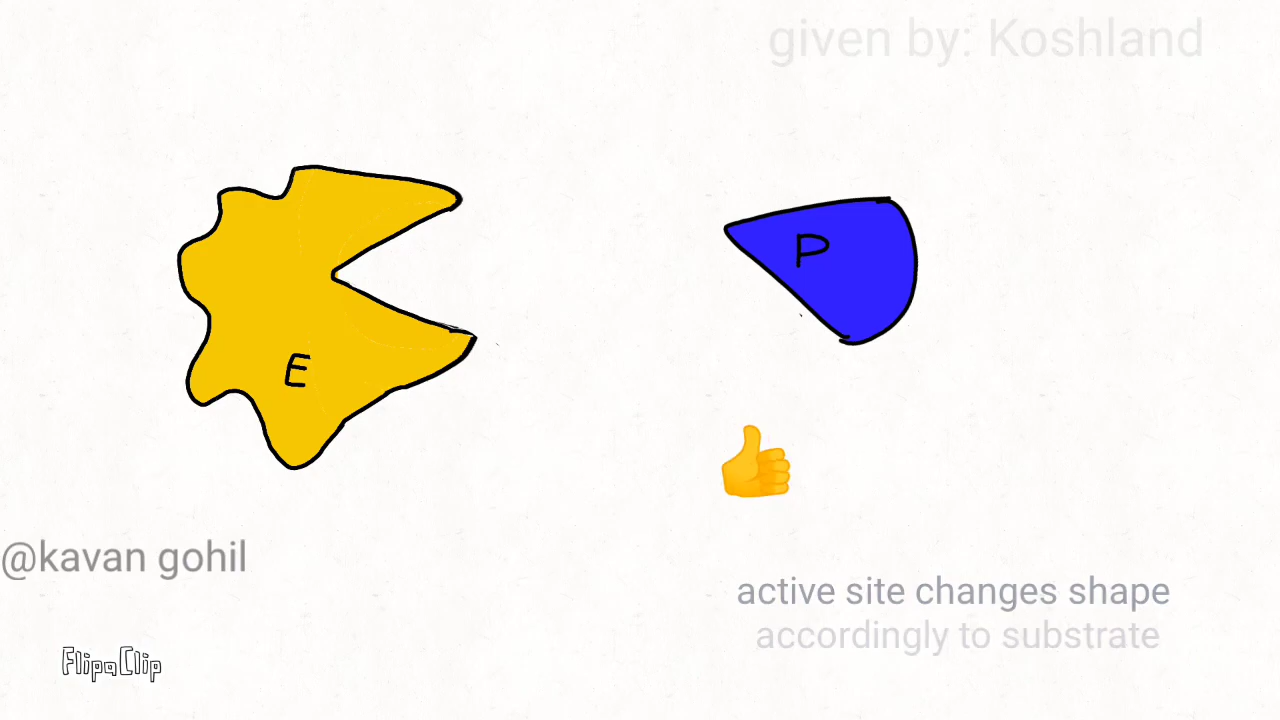 given by: Koshland
P
E
@kavan gohil
active site changes shape
accordingly to substrate
FlipaClip